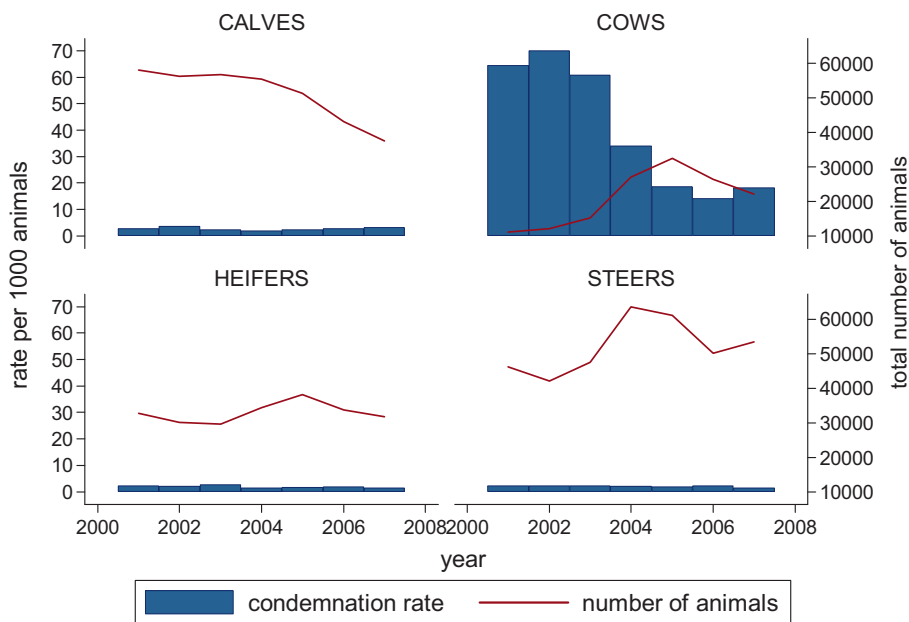 CALVES
COWS
70
60
50
40
30
20
10
0
60000
50000
40000
30000
20000
10000
HEIFERS
STEERS
70
60
50
40
30
20
10
0
60000
50000
40000
30000
20000
10000
rate per 1000 animals
total number of animals
2000 2002 2004 2006 2008
2000 2002 2004 2006 2008
year
condemnation rate number of animals